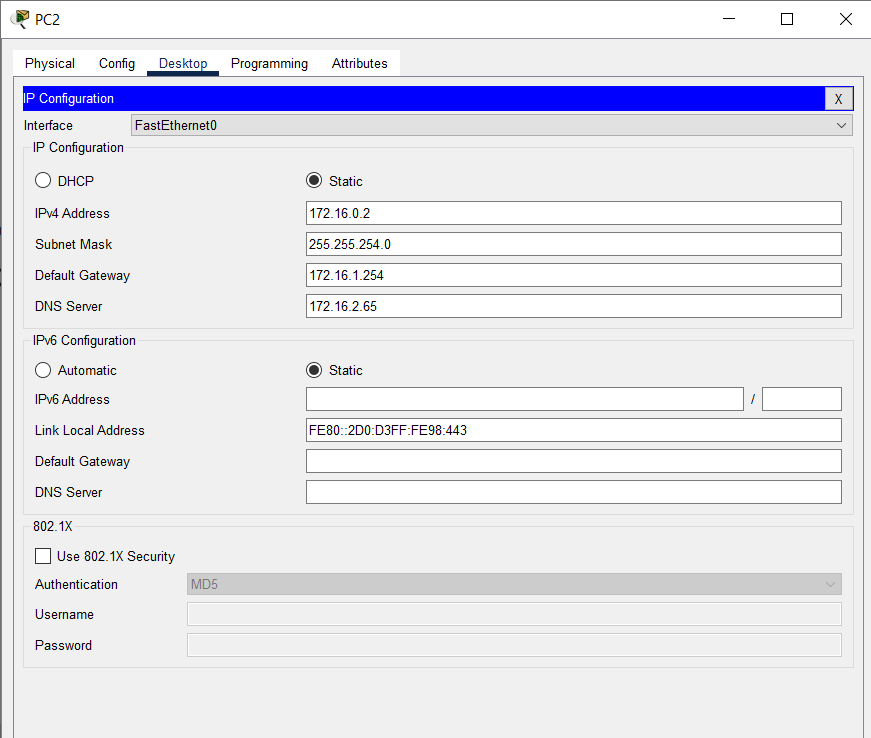 PC2
Physical Config Desktop Programming Attributes
IP Configuration X
Interface FastEthernet0
IP Configuration
DHCP Static
IPv4 Address 172.16.0.2
Subnet Mask 255.255.254.0
Default Gateway 172.16.1.254
DNS Server 172.16.2.65
IPv6 Configuration
Automatic Static
IPv6 Address /
Link Local Address FE80::2D0:D3FF:FE98:443
Default Gateway
DNS Server
802.1X
Use 802.1X Security
Authentication MD5
Username
Password